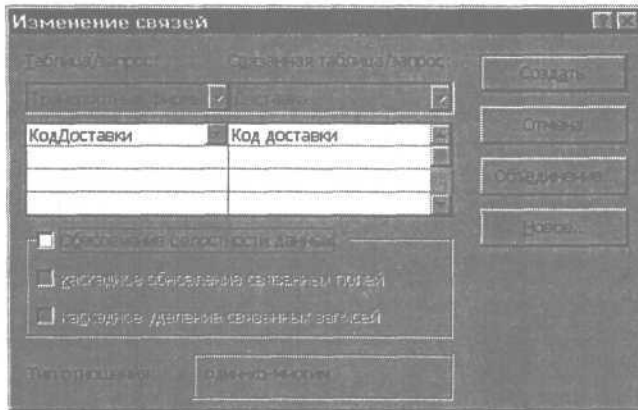 Изменение связей
Таблица/запрос: Связанная таблица/запрос:
Создать
КодДоставки Код доставки
Отмена
Объединение
Новое...
Обеспечение целостности данных
каскадное обновление связанных полей
каскадное удаление связанных записей
Тип отношения: один-ко-многим